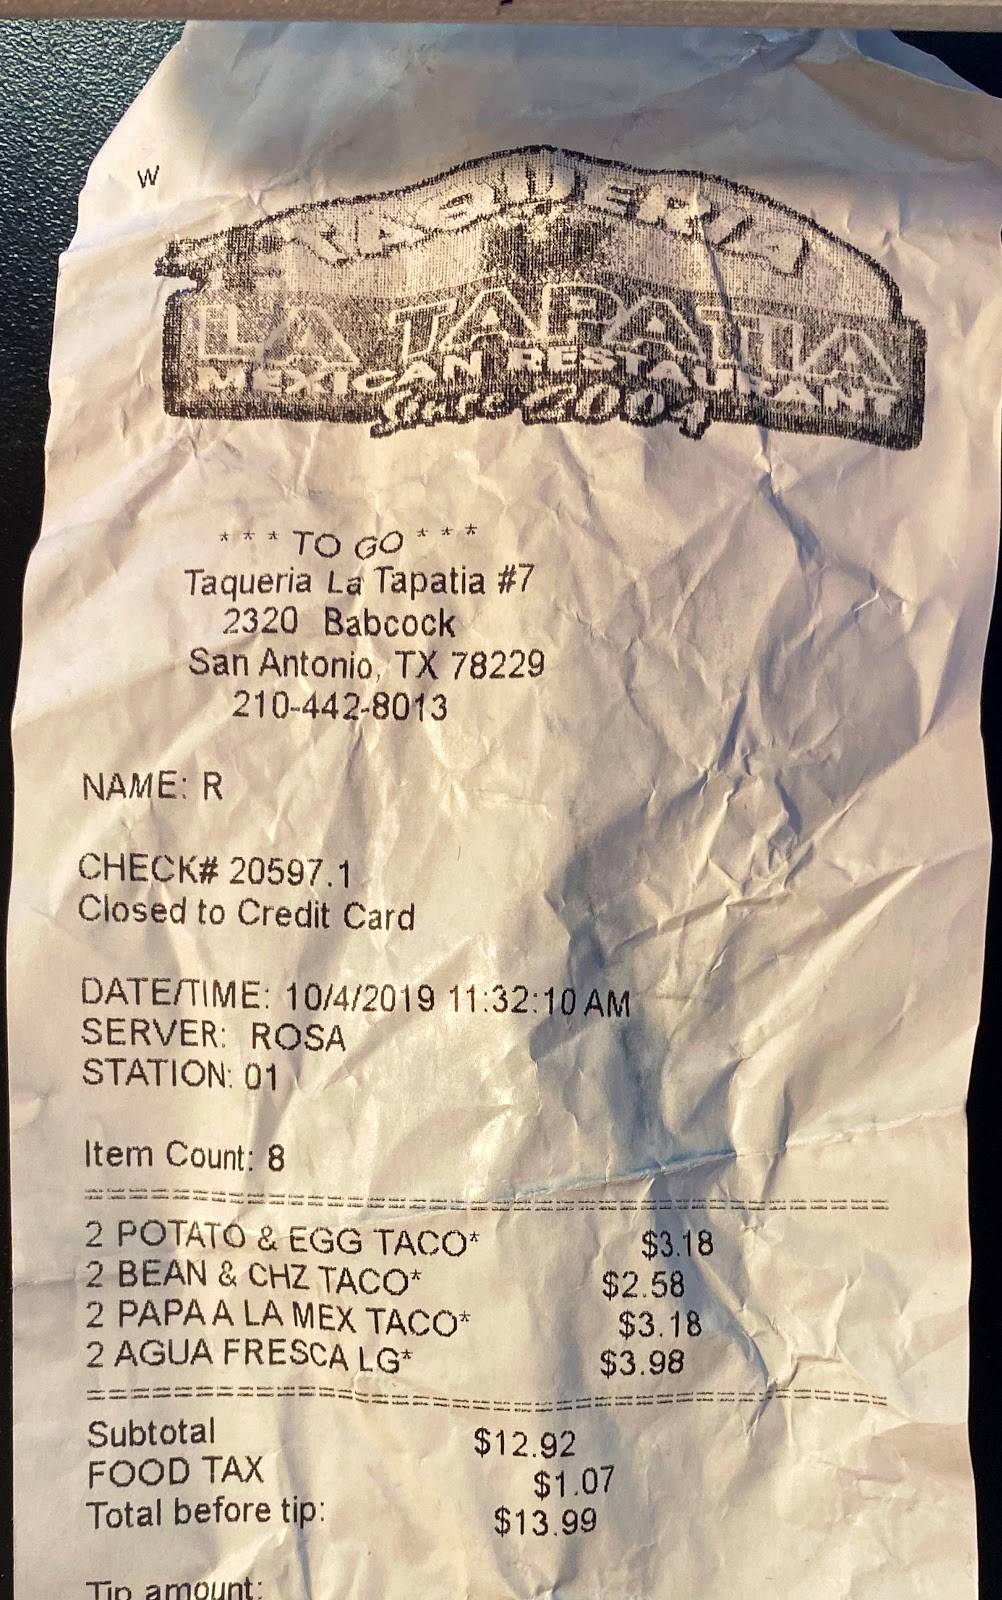 W
TAQUERIA
LA TAPATIA
MEXICAN RESTAURANT
Since 2004
* * * TO GO * * *
Taqueria La Tapatia #7
2320 Babcock
San Antonio, TX 78229
210-442-8013
NAME: R
CHECK# 20597.1
Closed to Credit Card
DATE/TIME: 10/4/2019 11:32:10 AM
SERVER: ROSA
STATION: 01
Item Count: 8
2 POTATO & EGG TACO* $3.18
2 BEAN & CHZ TACO* $2.58
2 PAPA A LA MEX TACO* $3.18
2 AGUA FRESCA LG* $3.98
Subtotal $12.92
FOOD TAX $1.07
Total before tip: $13.99
Tip amount: